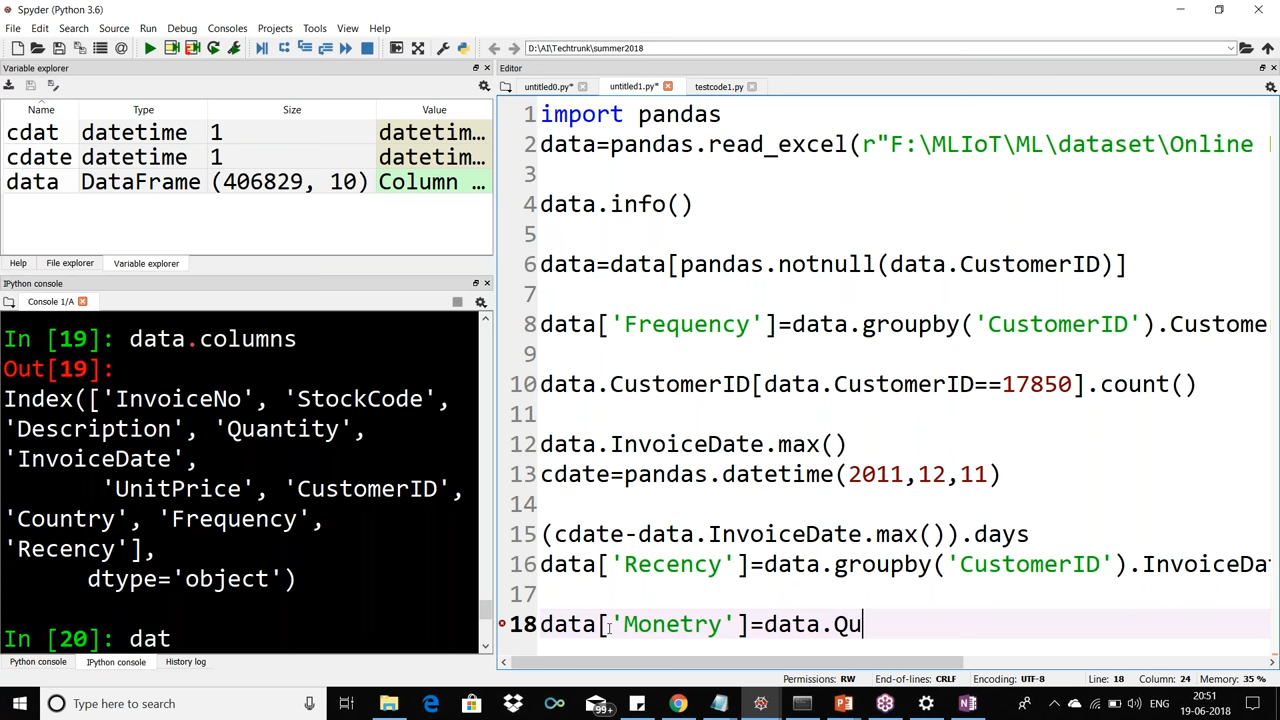 Spyder (Python 3.6)
File Edit Search Source Run Debug Consoles Projects Tools View Help
D:\AI\Techtrunk\summer2018
Variable explorer
Name Type Size Value
cdat datetime 1 datetim...
cdate datetime 1 datetim...
data DataFrame (406829, 10) Column ...
Help File explorer Variable explorer
IPython console
Console 1/A
In [19]: data.columns
Out[19]:
Index(['InvoiceNo', 'StockCode',
'Description', 'Quantity',
'InvoiceDate',
'UnitPrice', 'CustomerID',
'Country', 'Frequency',
'Recency'],
dtype='object')
In [20]: dat
Python console IPython console History log
Editor
untitled0.py* untitled1.py* testcode1.py
1 import pandas
2 data=pandas.read_excel(r"F:\MLIoT\ML\dataset\Online
3
4 data.info()
5
6 data=data[pandas.notnull(data.CustomerID)]
7
8 data['Frequency']=data.groupby('CustomerID').Custome
9
10 data.CustomerID[data.CustomerID==17850].count()
11
12 data.InvoiceDate.max()
13 cdate=pandas.datetime(2011,12,11)
14
15 (cdate-data.InvoiceDate.max()).days
16 data['Recency']=data.groupby('CustomerID').InvoiceDa
17
18 data['Monetry']=data.Qu
Permissions: RW End-of-lines: CRLF Encoding: UTF-8 Line: 18 Column: 24 Memory: 35 %
Type here to search
99+
ENG
20:51
19-06-2018